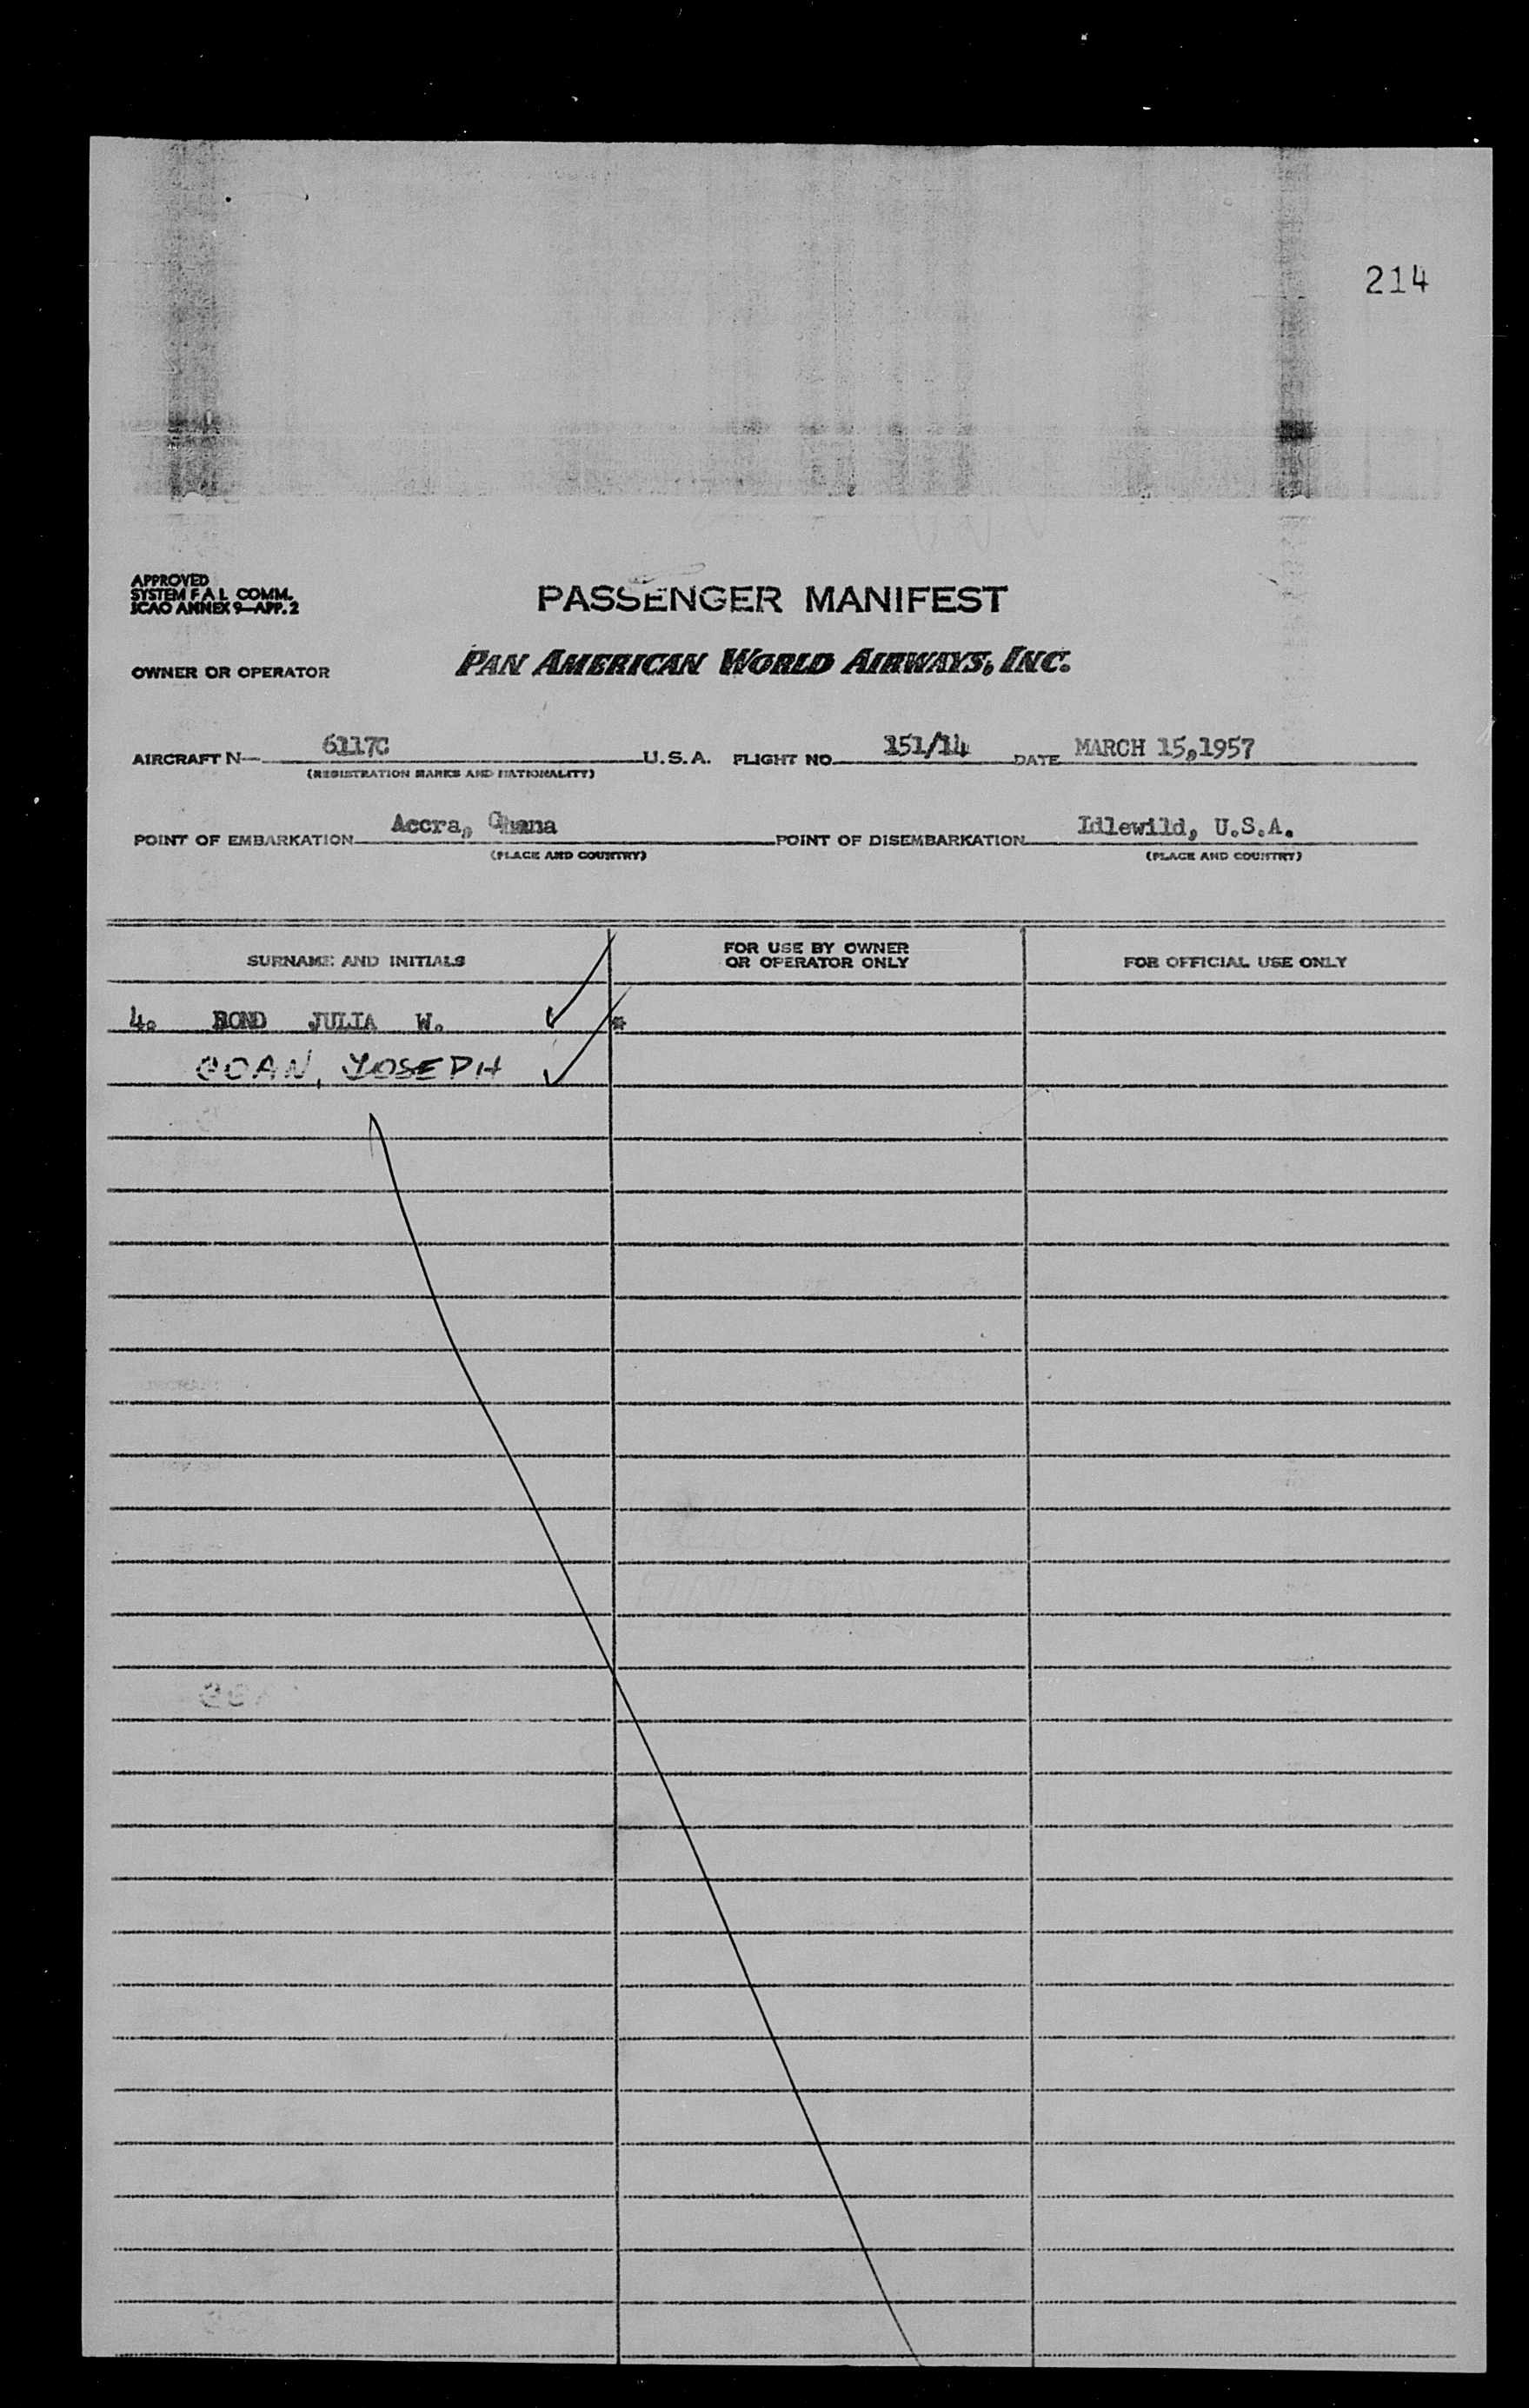 214
APPROVED
SYSTEM F A L COMM.
ICAO ANNEX 9—APP. 2
PASSENGER MANIFEST
OWNER OR OPERATOR PAN AMERICAN WORLD AIRWAYS, INC.
AIRCRAFT N— 6117C U.S.A. FLIGHT NO. 151/14 DATE MARCH 15,1957
(REGISTRATION MARKS AND NATIONALITY)
POINT OF EMBARKATION Accra, Ghana POINT OF DISEMBARKATION Idlewild, U.S.A.
(PLACE AND COUNTRY) (PLACE AND COUNTRY)
SURNAME AND INITIALS FOR USE BY OWNER OR OPERATOR ONLY FOR OFFICIAL USE ONLY
4. BOND JULIA W. *
JOSEPH